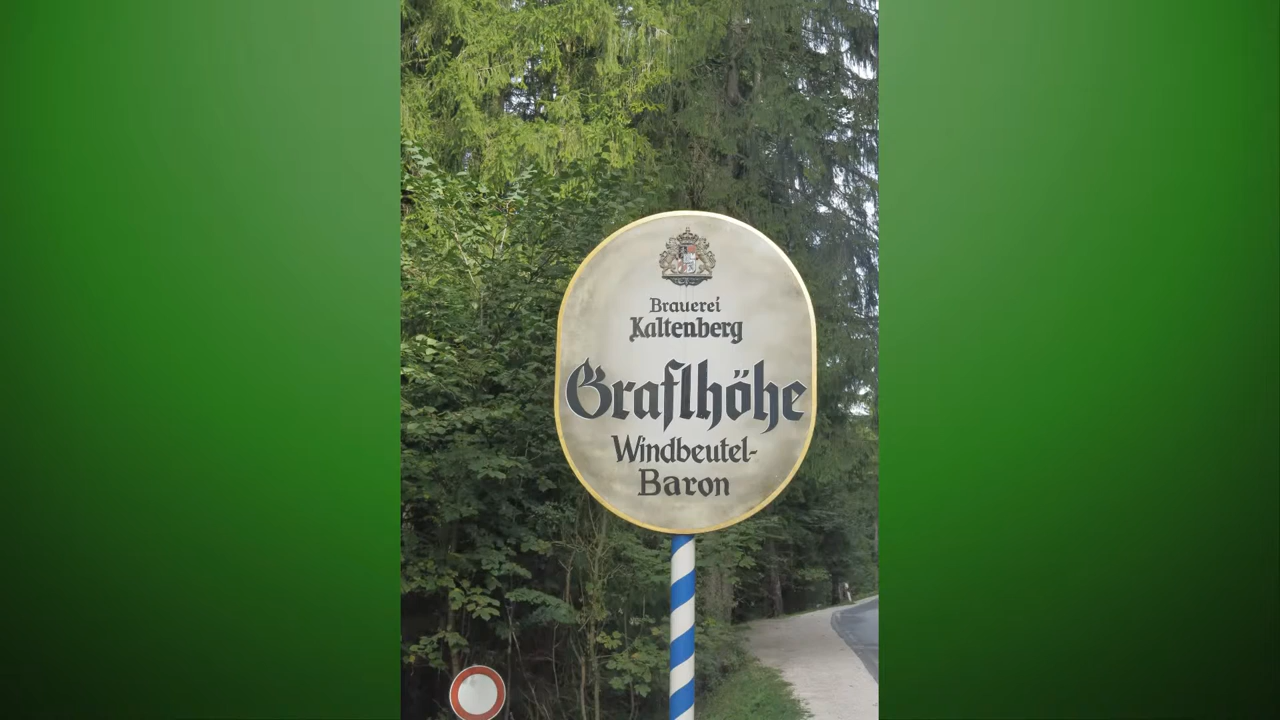 Brauerei
Kaltenberg
Graflhöhe
Windbeutel-
Baron